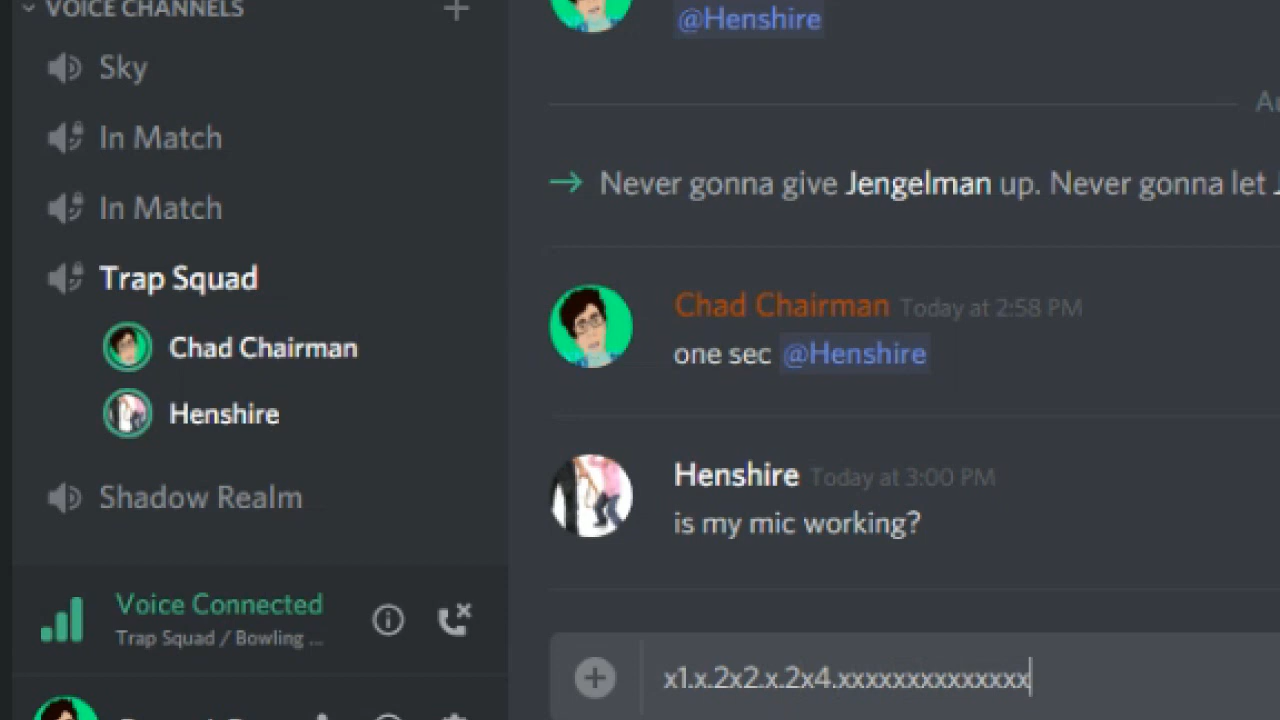 VOICE CHANNELS
Sky
In Match
In Match
Trap Squad
Chad Chairman
Henshire
Shadow Realm
Voice Connected
Trap Squad / Bowling ...
@Henshire
Never gonna give Jengelman up. Never gonna let
Chad Chairman Today at 2:58 PM
one sec @Henshire
Henshire Today at 3:00 PM
is my mic working?
x1.x.2x2.x.2x4.xxxxxxxxxxxxxx